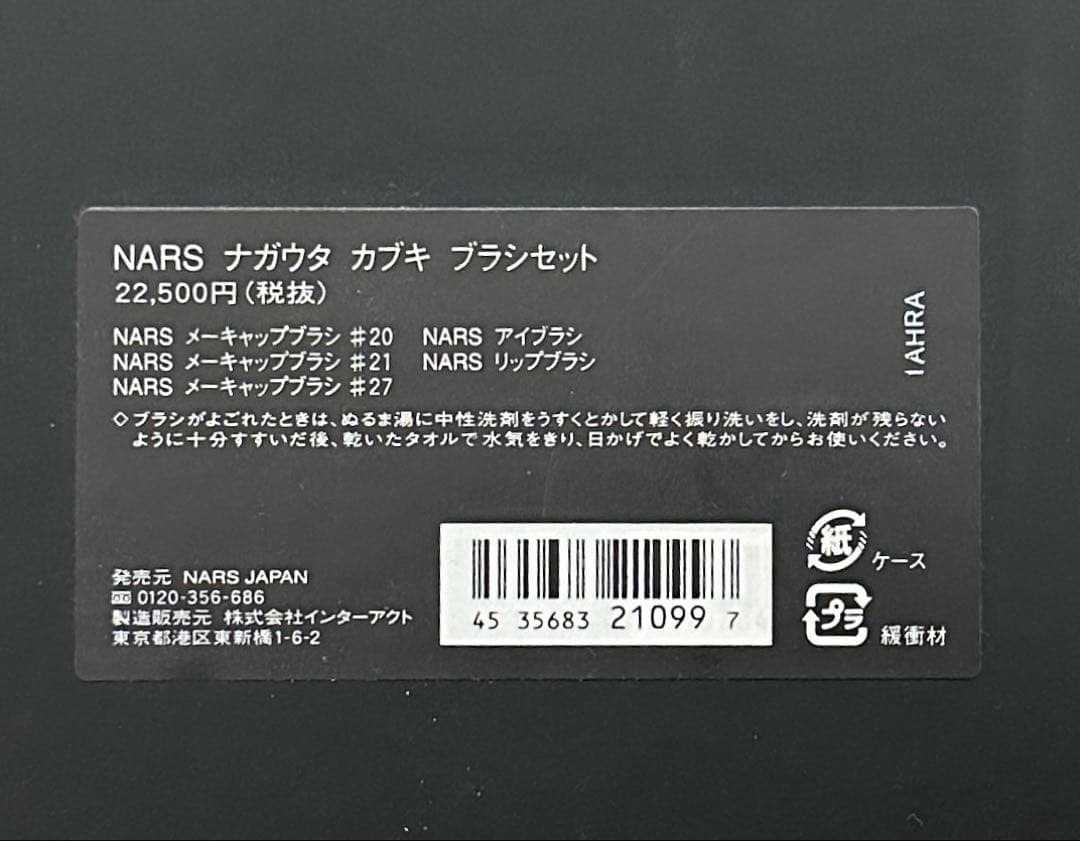 NARS ナガウタ カブキ ブラシセット
22,500円(税抜)
NARS メーキャップブラシ ♯20 NARS アイブラシ
NARS メーキャップブラシ ♯21 NARS リップブラシ
NARS メーキャップブラシ ♯27
◇ブラシがよごれたときは、ぬるま湯に中性洗剤をうすくとかして軽く振り洗いをし、洗剤が残らない
ように十分すすいだ後、乾いたタオルで水気をきり、日かげでよく乾かしてからお使いください。
1AHRA
発売元 NARS JAPAN
0120-356-686
製造販売元 株式会社インターアクト
東京都港区東新橋1-6-2
45 35683 21099 7
紙 ケース
プラ 緩衝材